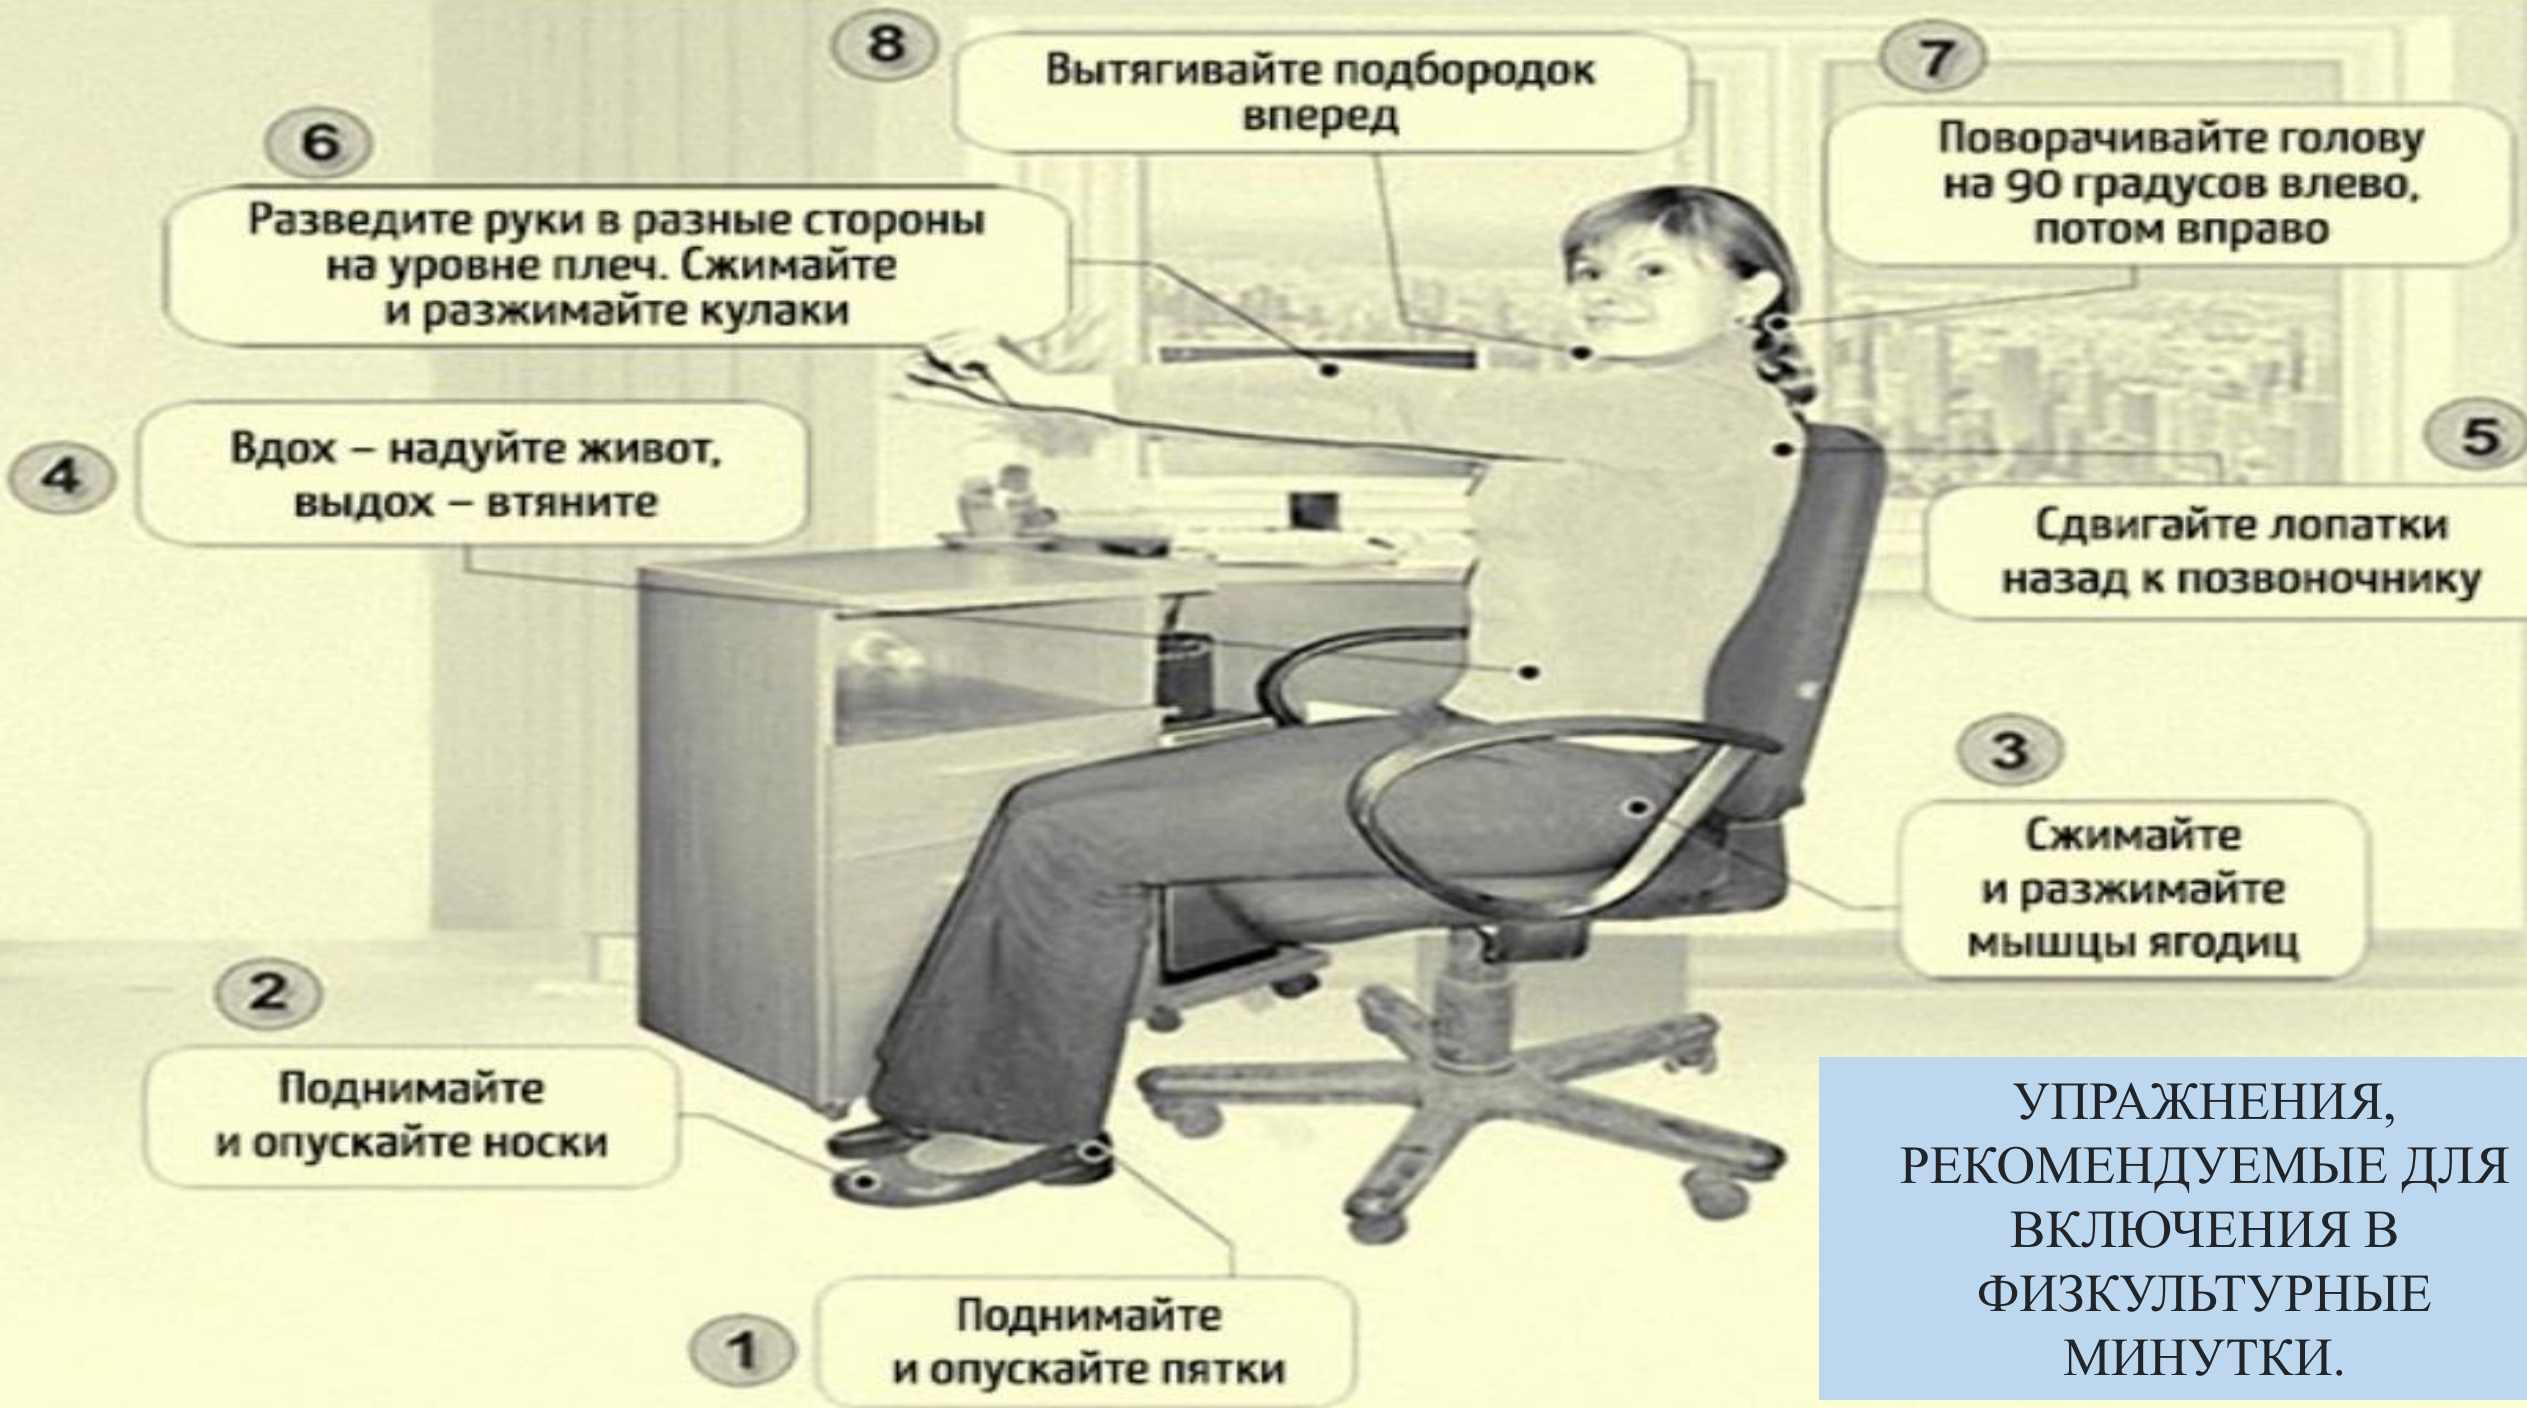 8
Вытягивайте подбородок
вперед
7
Поворачивайте голову
на 90 градусов влево,
потом вправо
6
Разведите руки в разные стороны
на уровне плеч. Сжимайте
и разжимайте кулаки
4
Вдох – надуйте живот,
выдох – втяните
5
Сдвигайте лопатки
назад к позвоночнику
3
Сжимайте
и разжимайте
мышцы ягодиц
2
Поднимайте
и опускайте носки
1
Поднимайте
и опускайте пятки
УПРАЖНЕНИЯ,
РЕКОМЕНДУЕМЫЕ ДЛЯ
ВКЛЮЧЕНИЯ В
ФИЗКУЛЬТУРНЫЕ
МИНУТКИ.